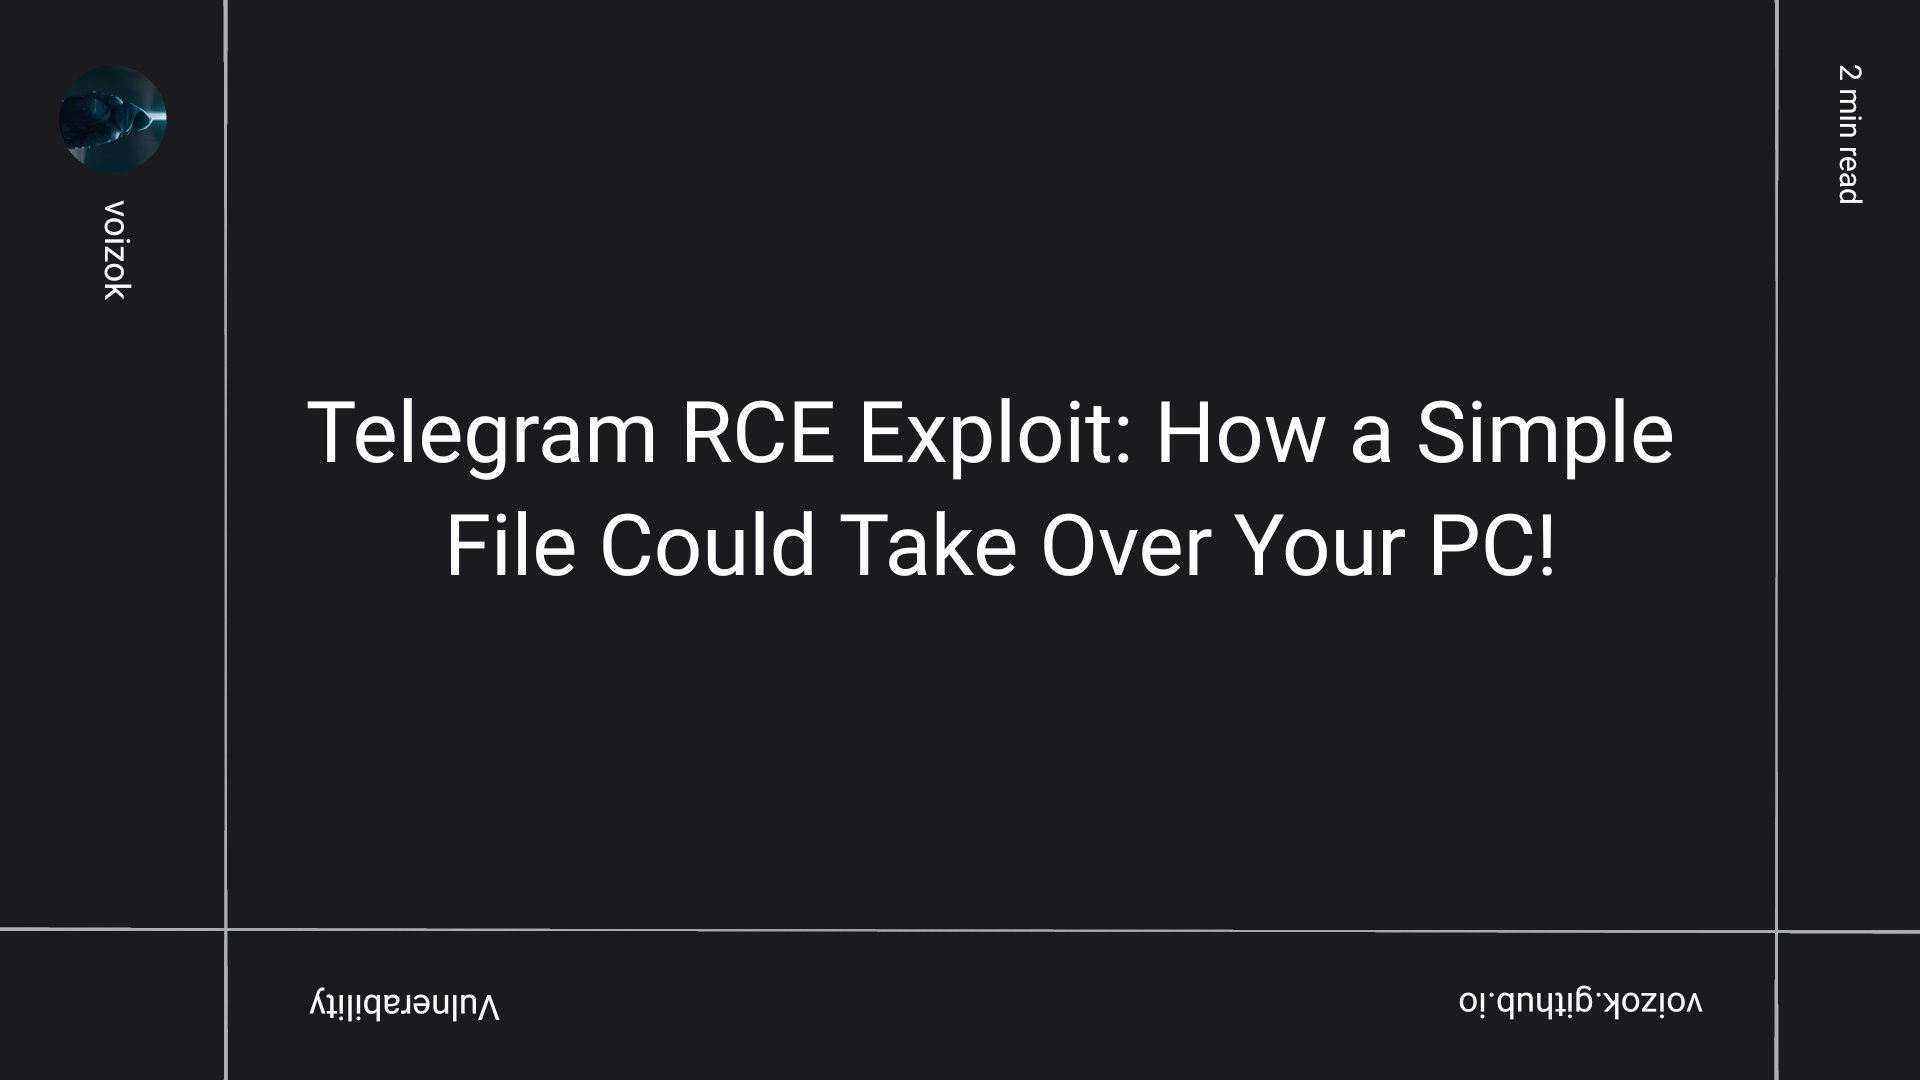 voizok
2 min read
Telegram RCE Exploit: How a Simple
File Could Take Over Your PC!
Vulnerability
voizok.github.io